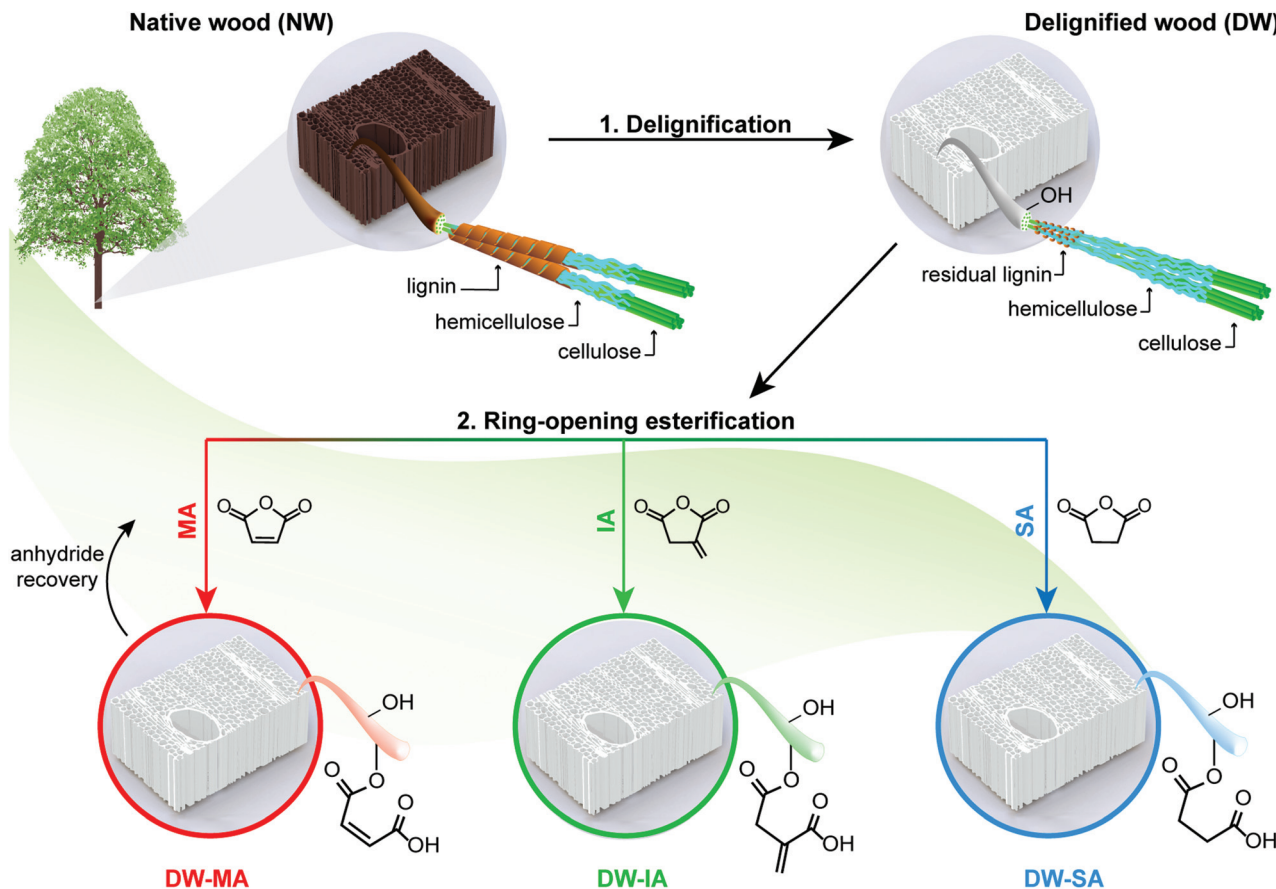 Native wood (NW)
Delignified wood (DW)
1. Delignification
OH
lignin
hemicellulose
cellulose
residual lignin
hemicellulose
cellulose
2. Ring-opening esterification
MA
O
O
O
IA
O
O
O
SA
O
O
O
anhydride
recovery
OH
O
O
O
OH
OH
O
O
O
OH
OH
O
O
O
OH
DW-MA
DW-IA
DW-SA